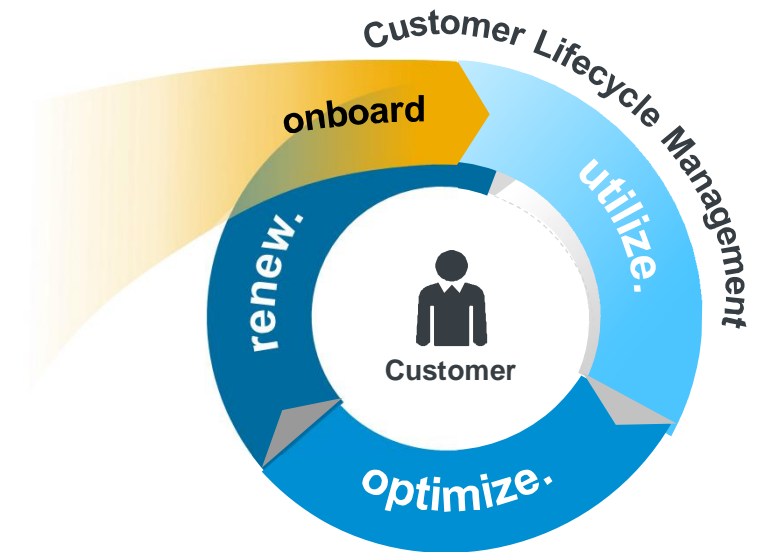 Customer Lifecycle Management
onboard
utilize.
renew.
Customer
optimize.